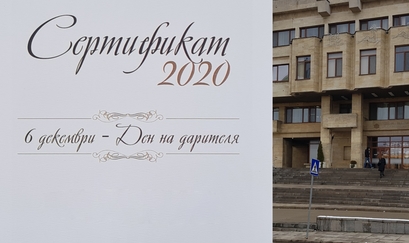 Сертификат
2020
6 декември - Ден на дарителя